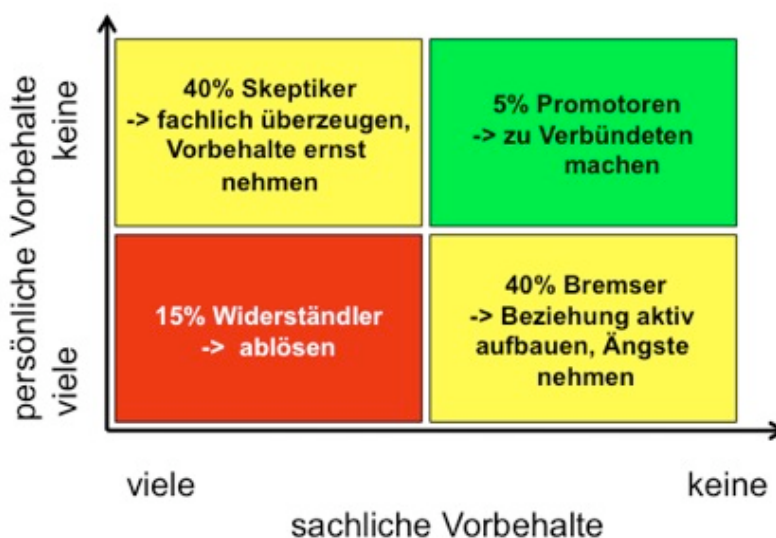 persönliche Vorbehalte
viele
keine
40% Skeptiker
-> fachlich überzeugen,
Vorbehalte ernst
nehmen
5% Promotoren
-> zu Verbündeten
machen
15% Widerständler
-> ablösen
40% Bremser
-> Beziehung aktiv
aufbauen, Ängste
nehmen
viele
keine
sachliche Vorbehalte